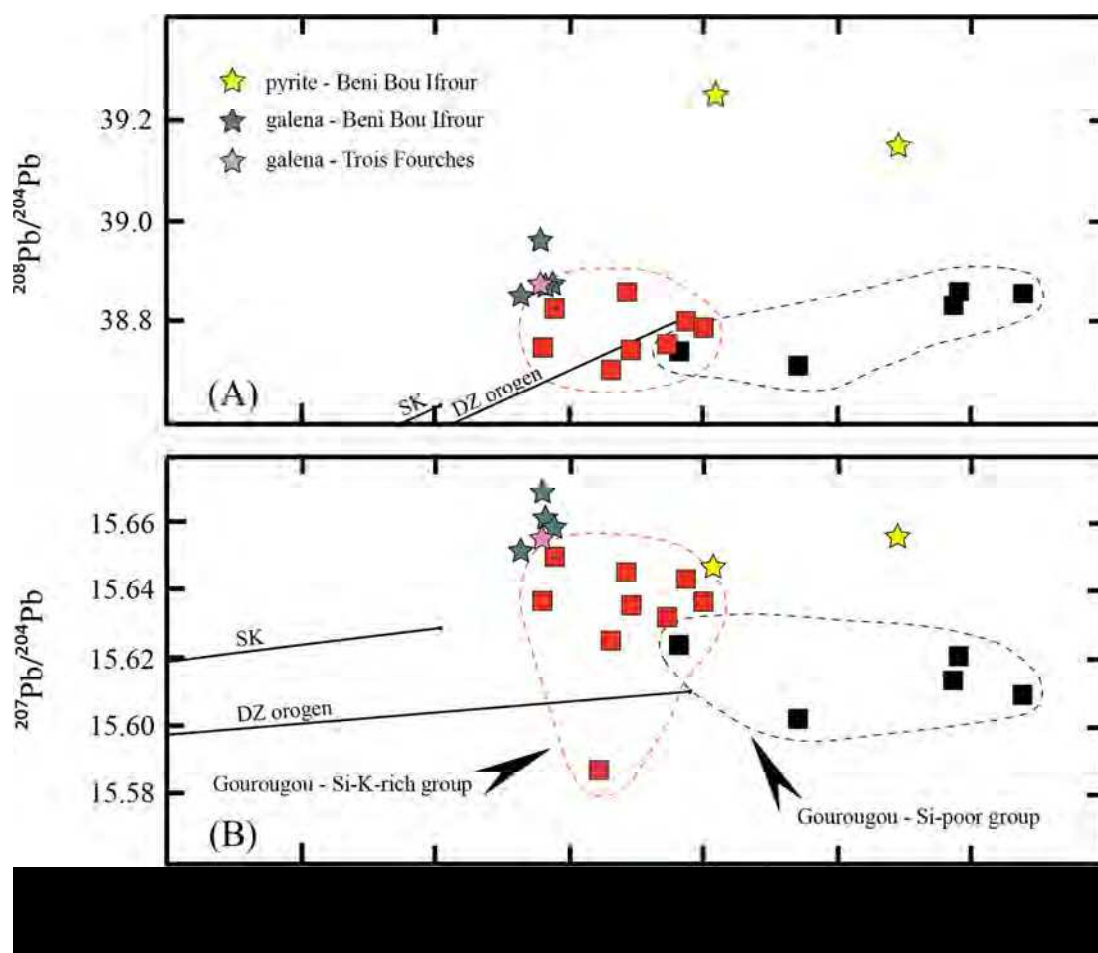 pyrite - Beni Bou Ifrour
galena - Beni Bou Ifrour
galena - Trois Fourches
39.2
39.0
38.8
²⁰⁸Pb/²⁰⁴Pb
SK
DZ orogen
(A)
15.66
15.64
15.62
15.60
15.58
²⁰⁷Pb/²⁰⁴Pb
SK
DZ orogen
Gourougou - Si-K-rich group
Gourougou - Si-poor group
(B)